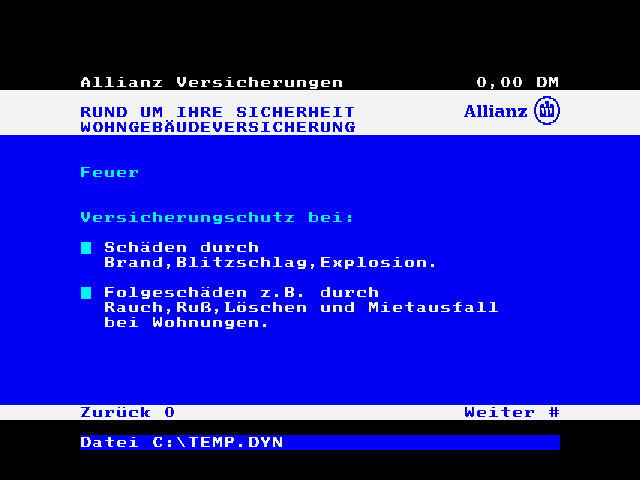 Allianz Versicherungen 0,00 DM
RUND UM IHRE SICHERHEIT Allianz
WOHNGEBÄUDEVERSICHERUNG
Feuer
Versicherungschutz bei:
Schäden durch
Brand,Blitzschlag,Explosion.
Folgeschäden z.B. durch
Rauch,Ruß,Löschen und Mietausfall
bei Wohnungen.
Zurück 0 Weiter #
Datei C:\TEMP.DYN